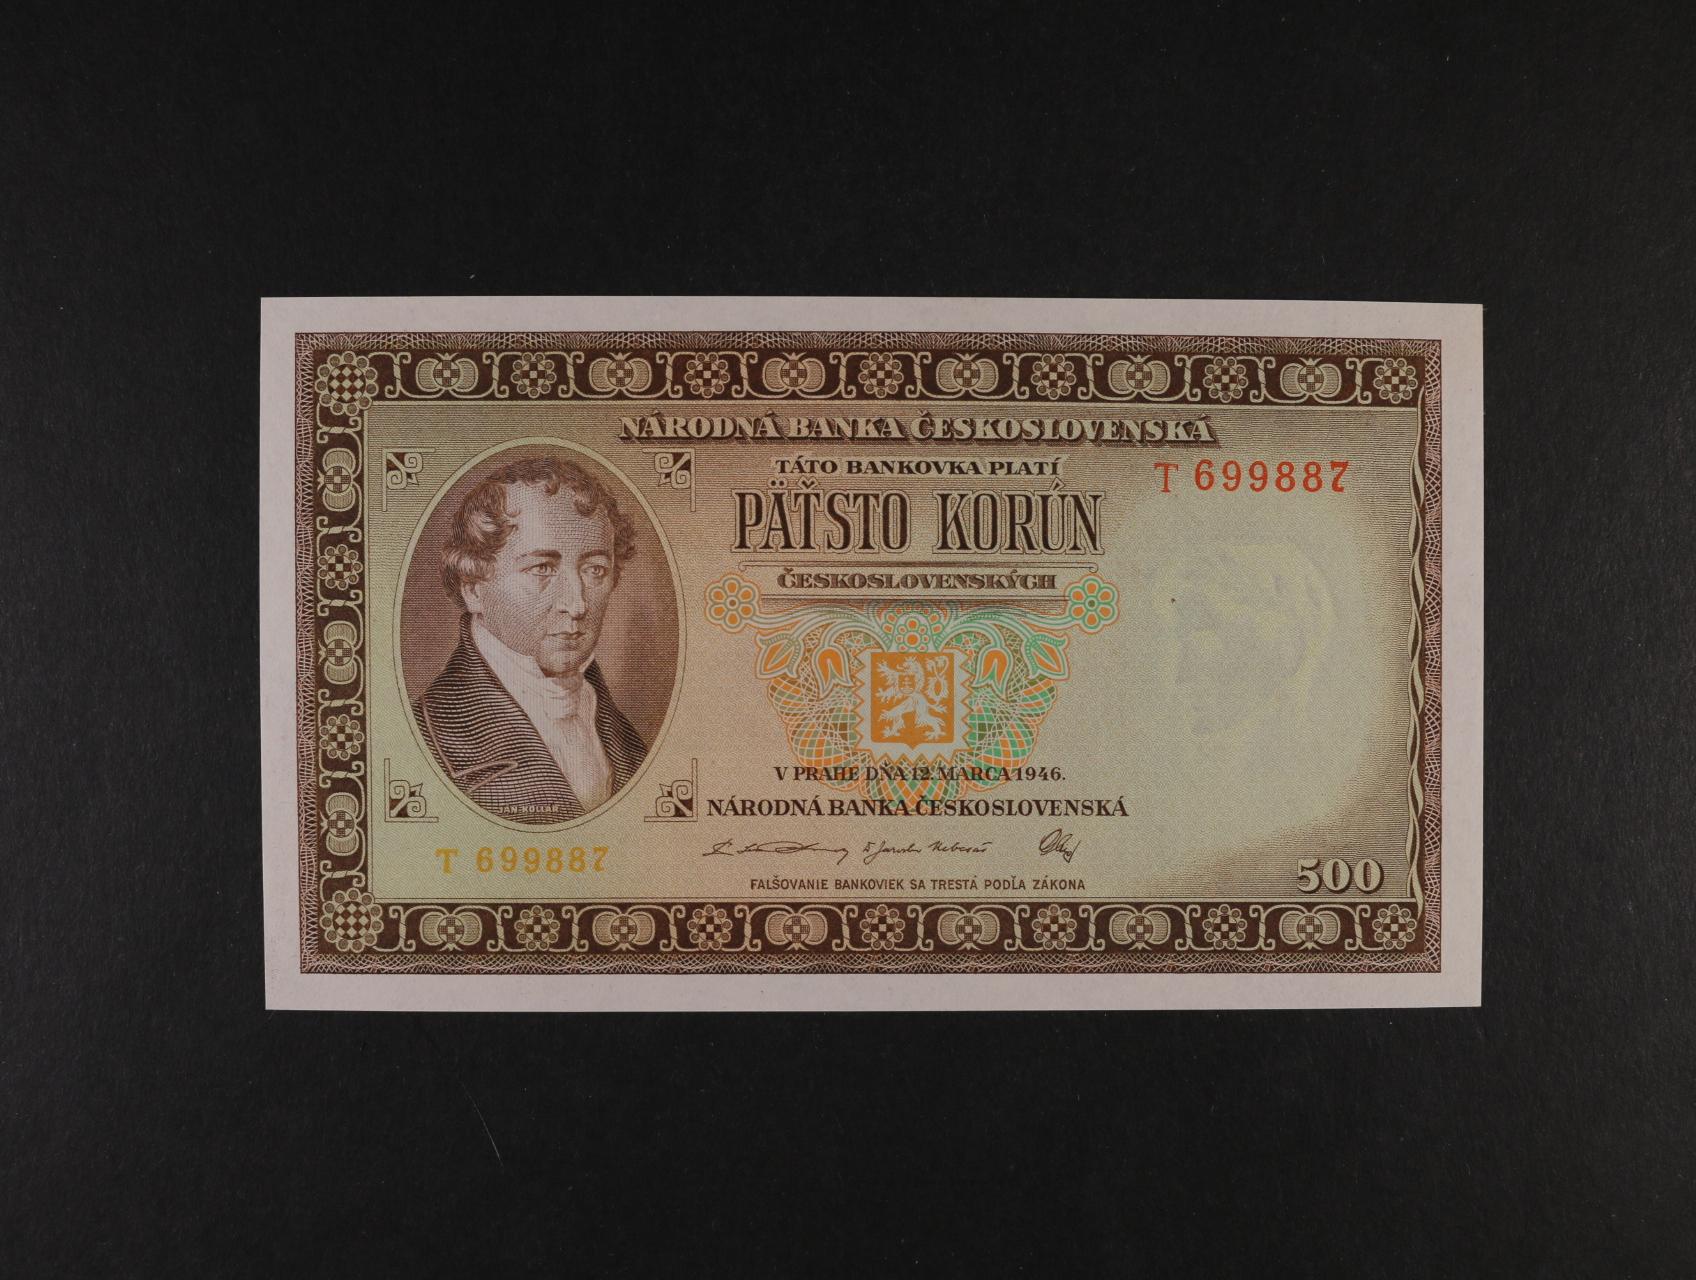 NÁRODNÁ BANKA ČESKOSLOVENSKÁ
TÁTO BANKOVKA PLATÍ
T 699887
PÄŤSTO KORÚN
ČESKOSLOVENSKÝCH
V PRAHE DŇA 12. MARCA 1946.
JÁN KOLLÁR
NÁRODNÁ BANKA ČESKOSLOVENSKÁ
T 699887
FALŠOVANIE BANKOVIEK SA TRESTÁ PODĽA ZÁKONA
500